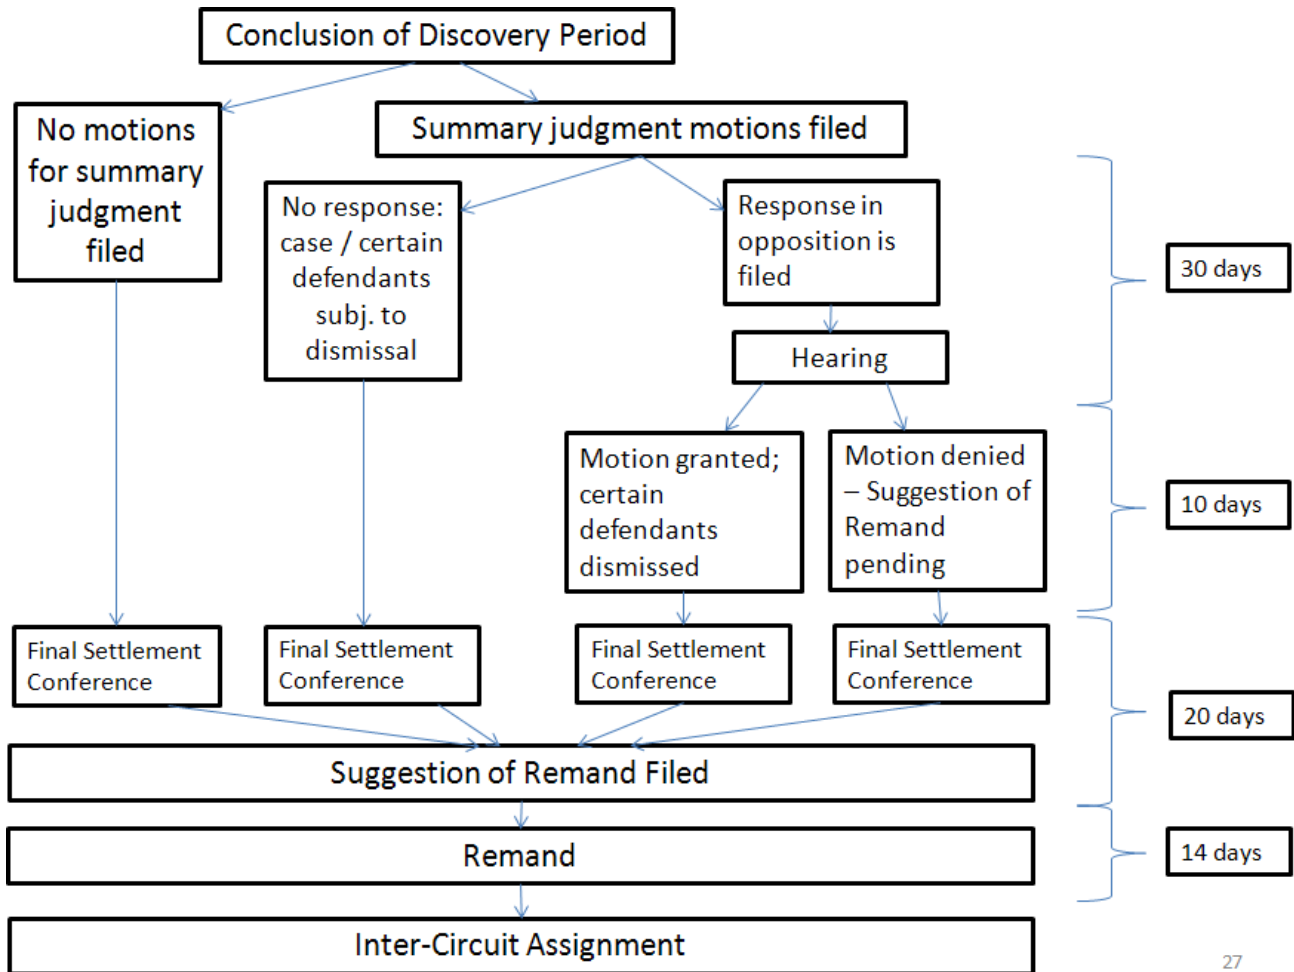 Conclusion of Discovery Period
No motions
for summary
judgment
filed
Summary judgment motions filed
No response:
case / certain
defendants
subj. to
dismissal
Response in
opposition is
filed
30 days
Hearing
Motion granted;
certain
defendants
dismissed
Motion denied
– Suggestion of
Remand
pending
10 days
Final Settlement
Conference
Final Settlement
Conference
Final Settlement
Conference
Final Settlement
Conference
20 days
Suggestion of Remand Filed
Remand
14 days
Inter-Circuit Assignment
27